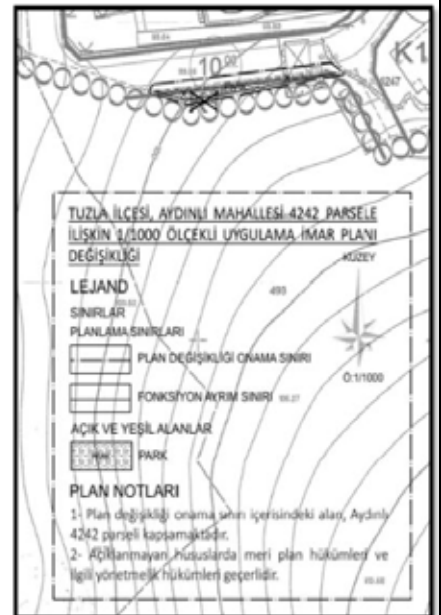 10.00
K1
6247
TUZLA İLÇESİ, AYDINLI MAHALLESİ 4242 PARSELE
İLİŞKİN 1/1000 ÖLÇEKLİ UYGULAMA İMAR PLANI
DEĞİŞİKLİĞİ
KUZEY
LEJAND
493
SINIRLAR
PLANLAMA SINIRLARI
PLAN DEĞİŞİKLİĞİ ONAMA SINIRI
Ö:1/1000
FONKSİYON AYRIM SINIRI
AÇIK VE YEŞİL ALANLAR
PARK
PLAN NOTLARI
1- Plan değişikliği onama sınırı içerisindeki alan, Aydınlı
4242 parseli kapsamaktadır.
2- Açıklanmayan hususlarda meri plan hükümleri ve
ilgili yönetmelik hükümleri geçerlidir.